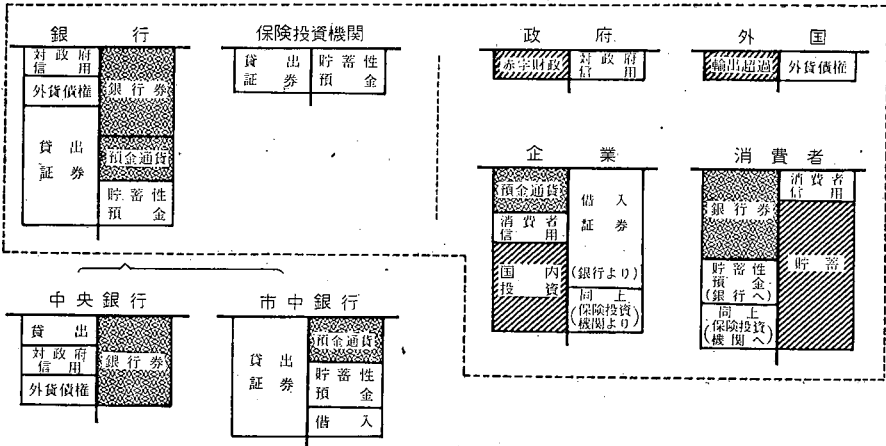 銀行
対政府信用
外貨債権
貸出
証券
銀行券
預金通貨
貯蓄性預金
保険投資機関
貸出
証券
貯蓄性預金
政府
赤字財政
対政府信用
外国
輸出超過
外貨債権
企業
預金通貨
消費者信用
国内投資
借入
証券
(銀行より)
同上
(保険投資機関より)
消費者
銀行券
貯蓄性預金
(銀行へ)
同上
(保険投資機関へ)
消費者信用
貯蓄
中央銀行
貸出
対政府信用
外貨債権
銀行券
市中銀行
貸出
証券
預金通貨
貯蓄性預金
借入